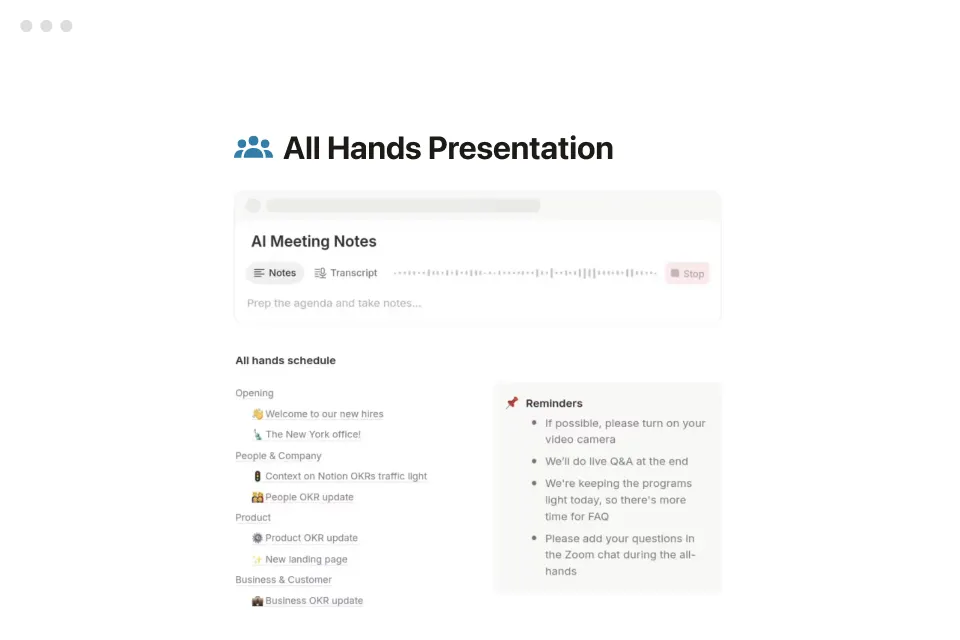 All Hands Presentation
AI Meeting Notes
Notes
Transcript
Stop
Prep the agenda and take notes...
All hands schedule
Opening
👋 Welcome to our new hires
🗽 The New York office!
People & Company
🚦 Context on Notion OKRs traffic light
👯 People OKR update
Product
⚙️ Product OKR update
✨ New landing page
Business & Customer
💼 Business OKR update
📌 Reminders
• If possible, please turn on your
video camera
• We'll do live Q&A at the end
• We're keeping the programs
light today, so there's more
time for FAQ
• Please add your questions in
the Zoom chat during the all-
hands